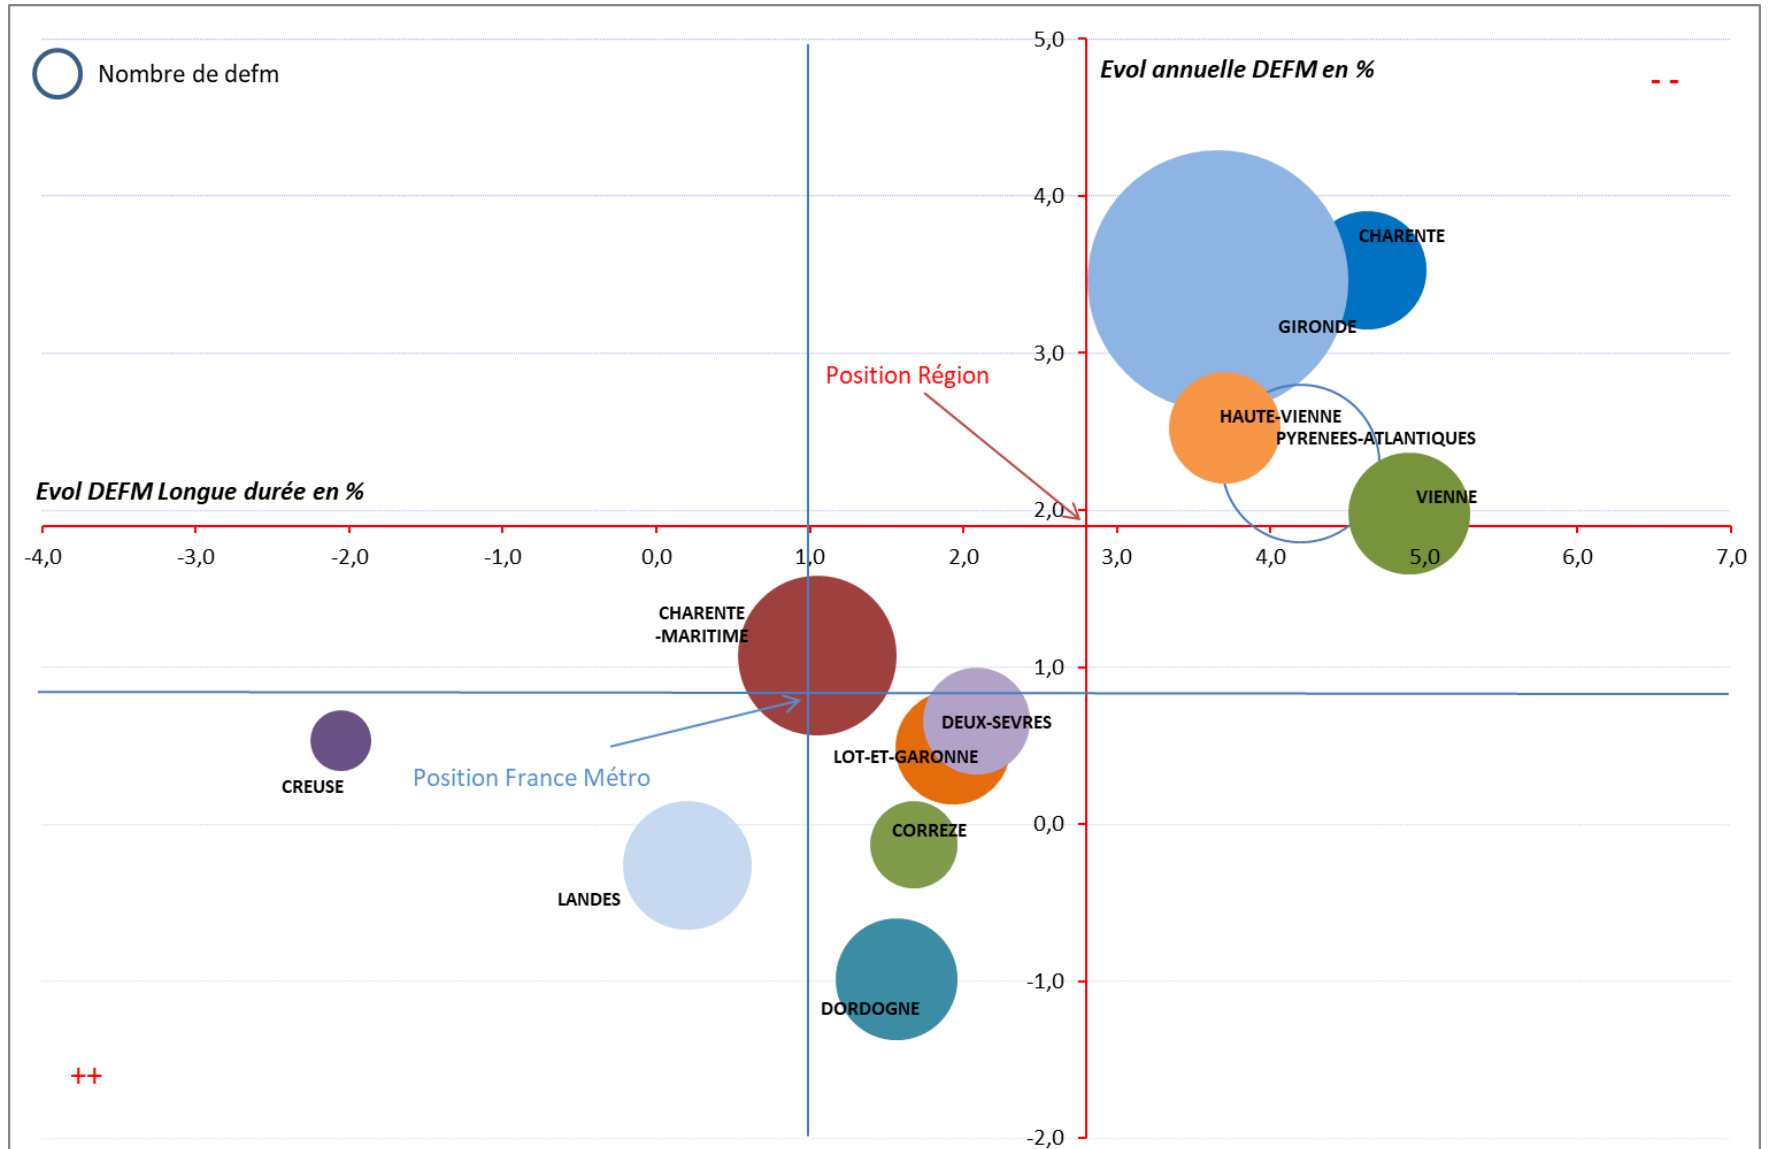 5,0
Evol annuelle DEFM en %
- -
Nombre de defm
4,0
CHARENTE
GIRONDE
3,0
Position Région
HAUTE-VIENNE
PYRENEES-ATLANTIQUES
Evol DEFM Longue durée en %
VIENNE
2,0
-4,0 -3,0 -2,0 -1,0 0,0 1,0 2,0 3,0 4,0 5,0 6,0 7,0
CHARENTE
-MARITIME
1,0
DEUX-SEVRES
LOT-ET-GARONNE
Position France Métro
CREUSE
0,0
CORREZE
LANDES
-1,0
DORDOGNE
++
-2,0